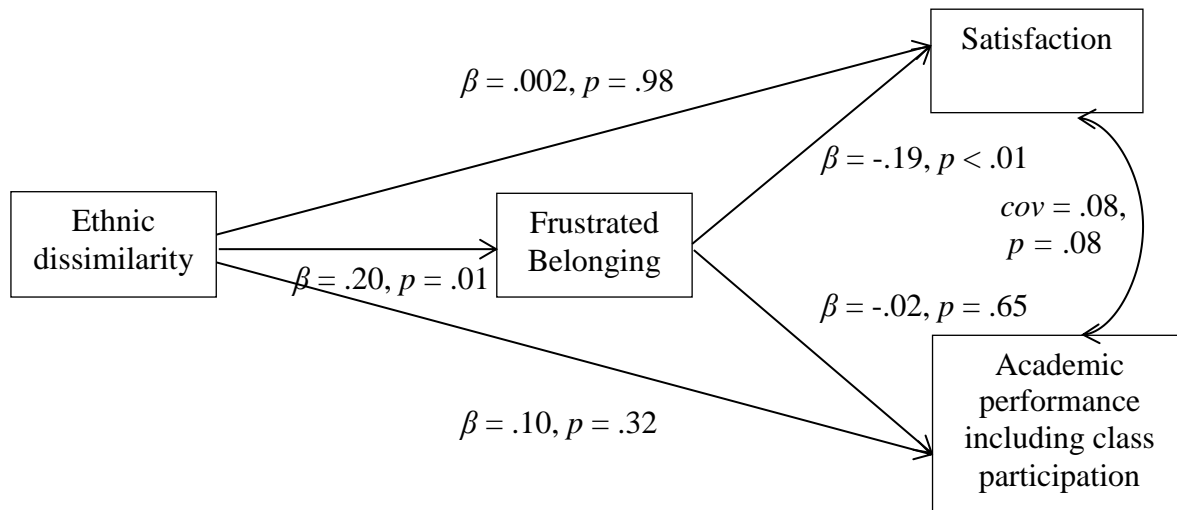 Satisfaction
β = .002, p = .98
β = -.19, p < .01
Ethnic
dissimilarity
Frustrated
Belonging
cov = .08,
p = .08
β = .20, p = .01
β = -.02, p = .65
Academic
performance
including class
participation
β = .10, p = .32